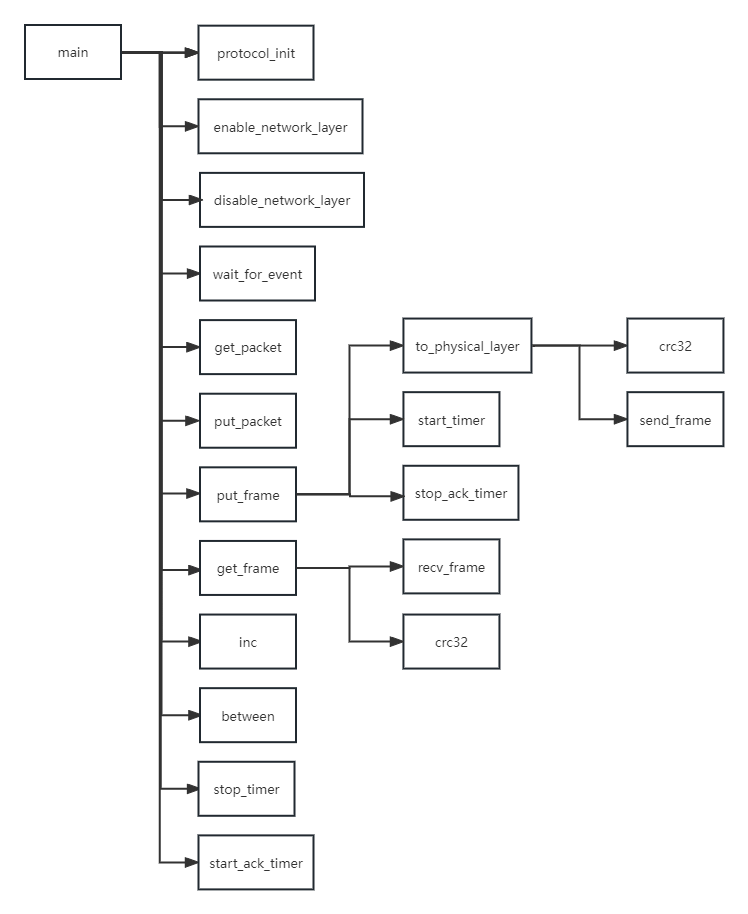 main
protocol_init
enable_network_layer
disable_network_layer
wait_for_event
get_packet
to_physical_layer
crc32
put_packet
start_timer
send_frame
put_frame
stop_ack_timer
get_frame
recv_frame
inc
crc32
between
stop_timer
start_ack_timer